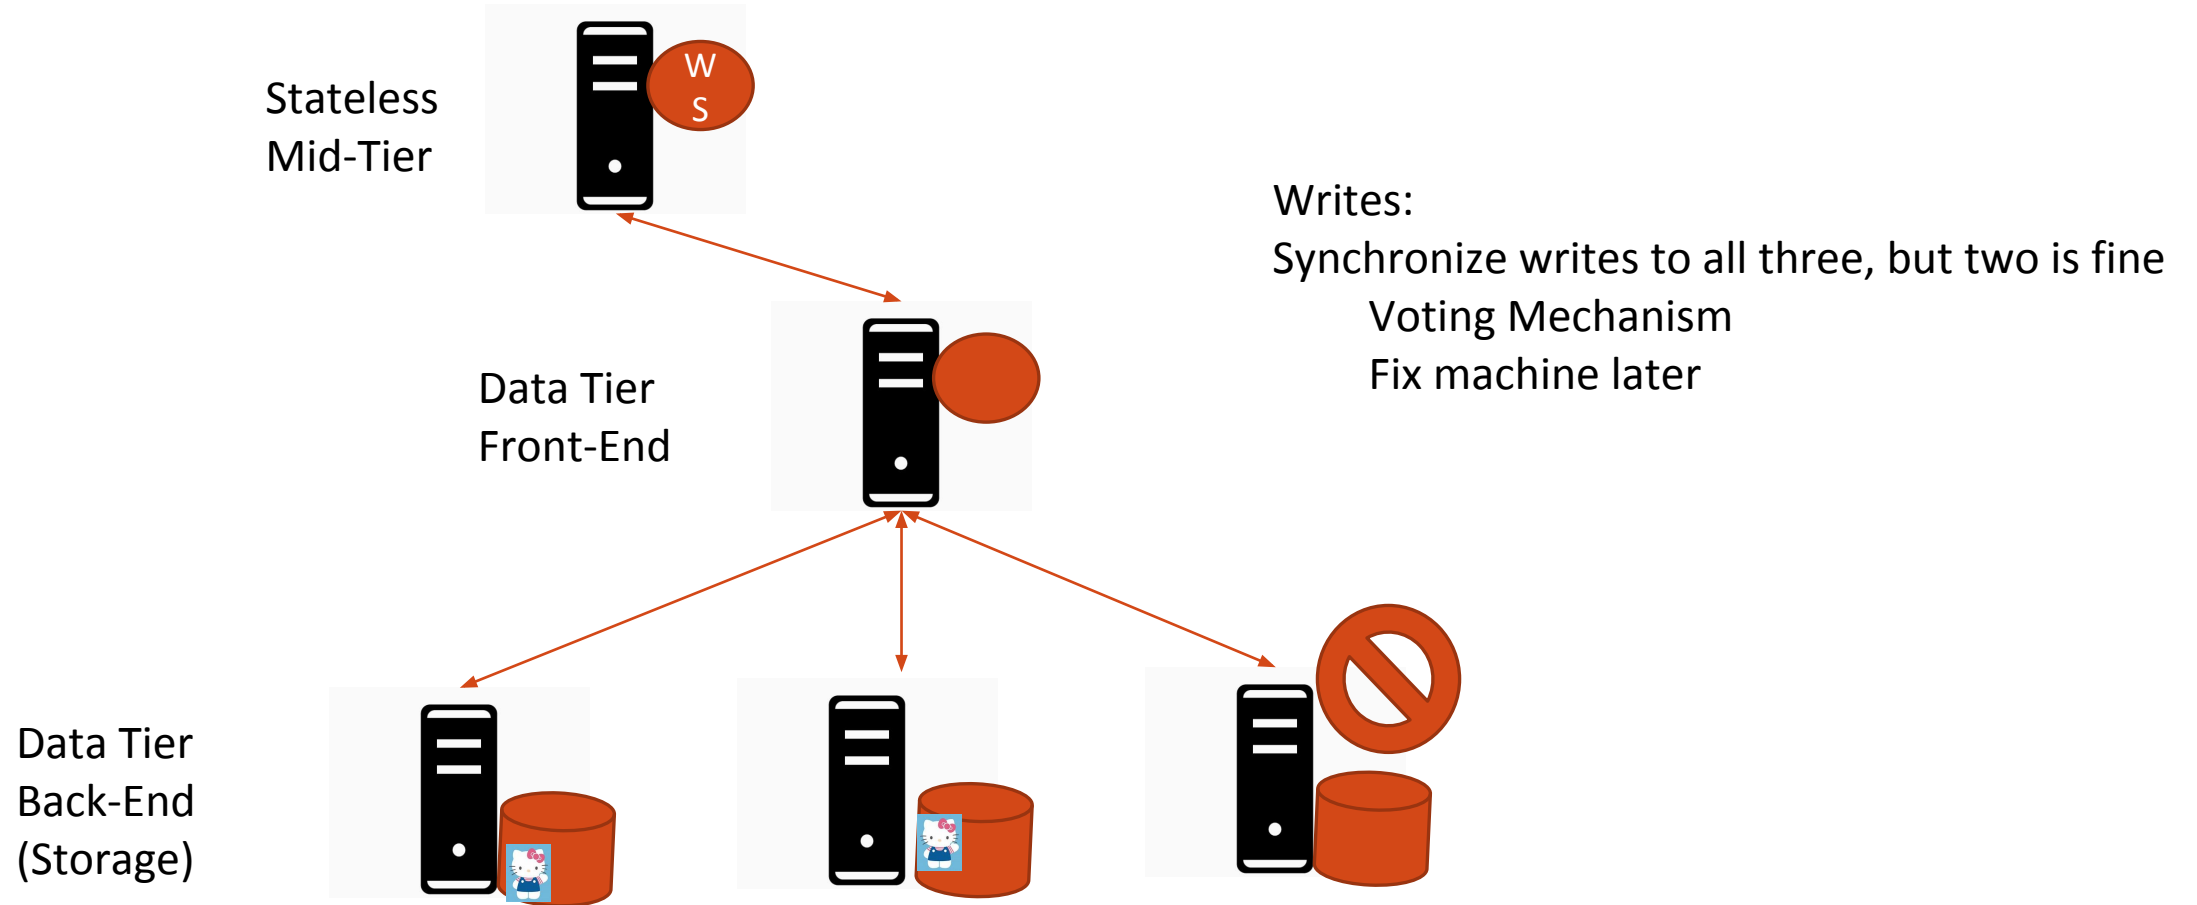 W
S
Stateless
Mid-Tier
Writes:
Synchronize writes to all three, but two is fine
Voting Mechanism
Fix machine later
Data Tier
Front-End
Data Tier
Back-End
(Storage)